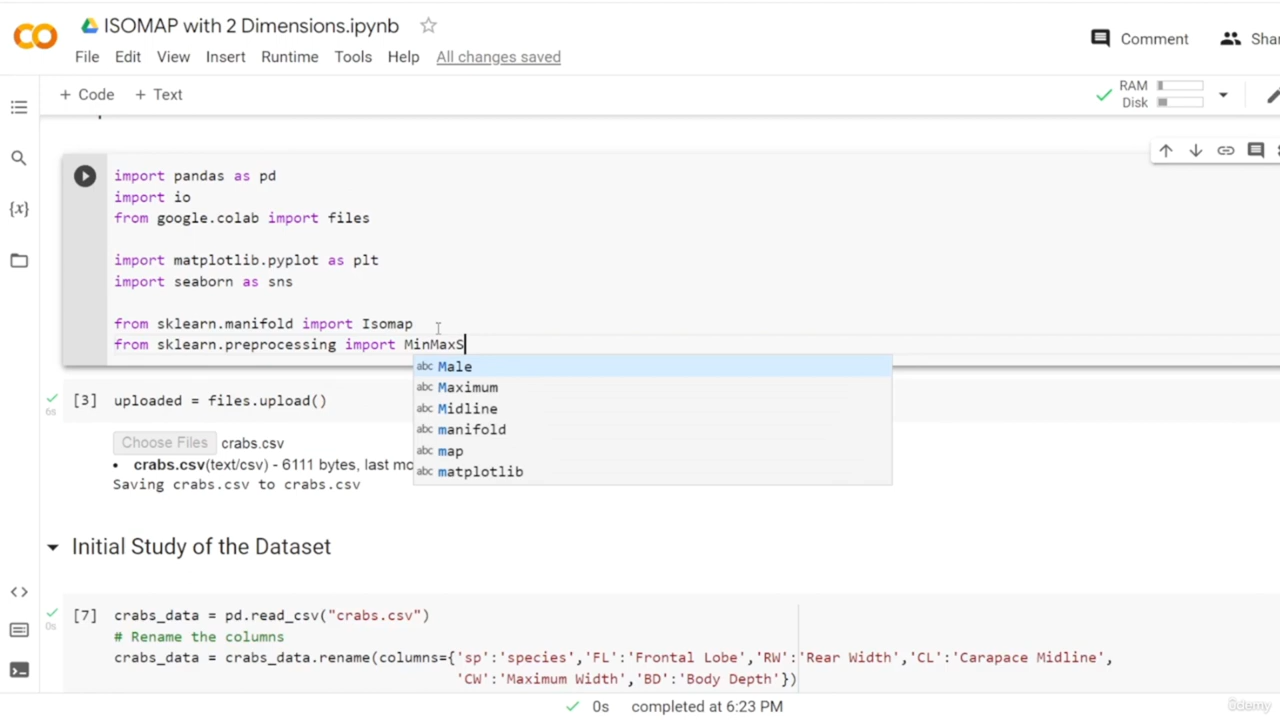 ISOMAP with 2 Dimensions.ipynb
Comment
File Edit View Insert Runtime Tools Help All changes saved
+ Code + Text
RAM
Disk
import pandas as pd
import io
from google.colab import files
import matplotlib.pyplot as plt
import seaborn as sns
from sklearn.manifold import Isomap
from sklearn.preprocessing import MinMaxS
abc Male
abc Maximum
abc Midline
abc manifold
abc map
abc matplotlib
[3] uploaded = files.upload()
6s
Choose Files crabs.csv
• crabs.csv(text/csv) - 6111 bytes, last mo
Saving crabs.csv to crabs.csv
Initial Study of the Dataset
[7] crabs_data = pd.read_csv("crabs.csv")
0s
# Rename the columns
crabs_data = crabs_data.rename(columns={'sp':'species','FL':'Frontal Lobe','RW':'Rear Width','CL':'Carapace Midline',
'CW':'Maximum Width','BD':'Body Depth'})
0s completed at 6:23 PM
ûdemy